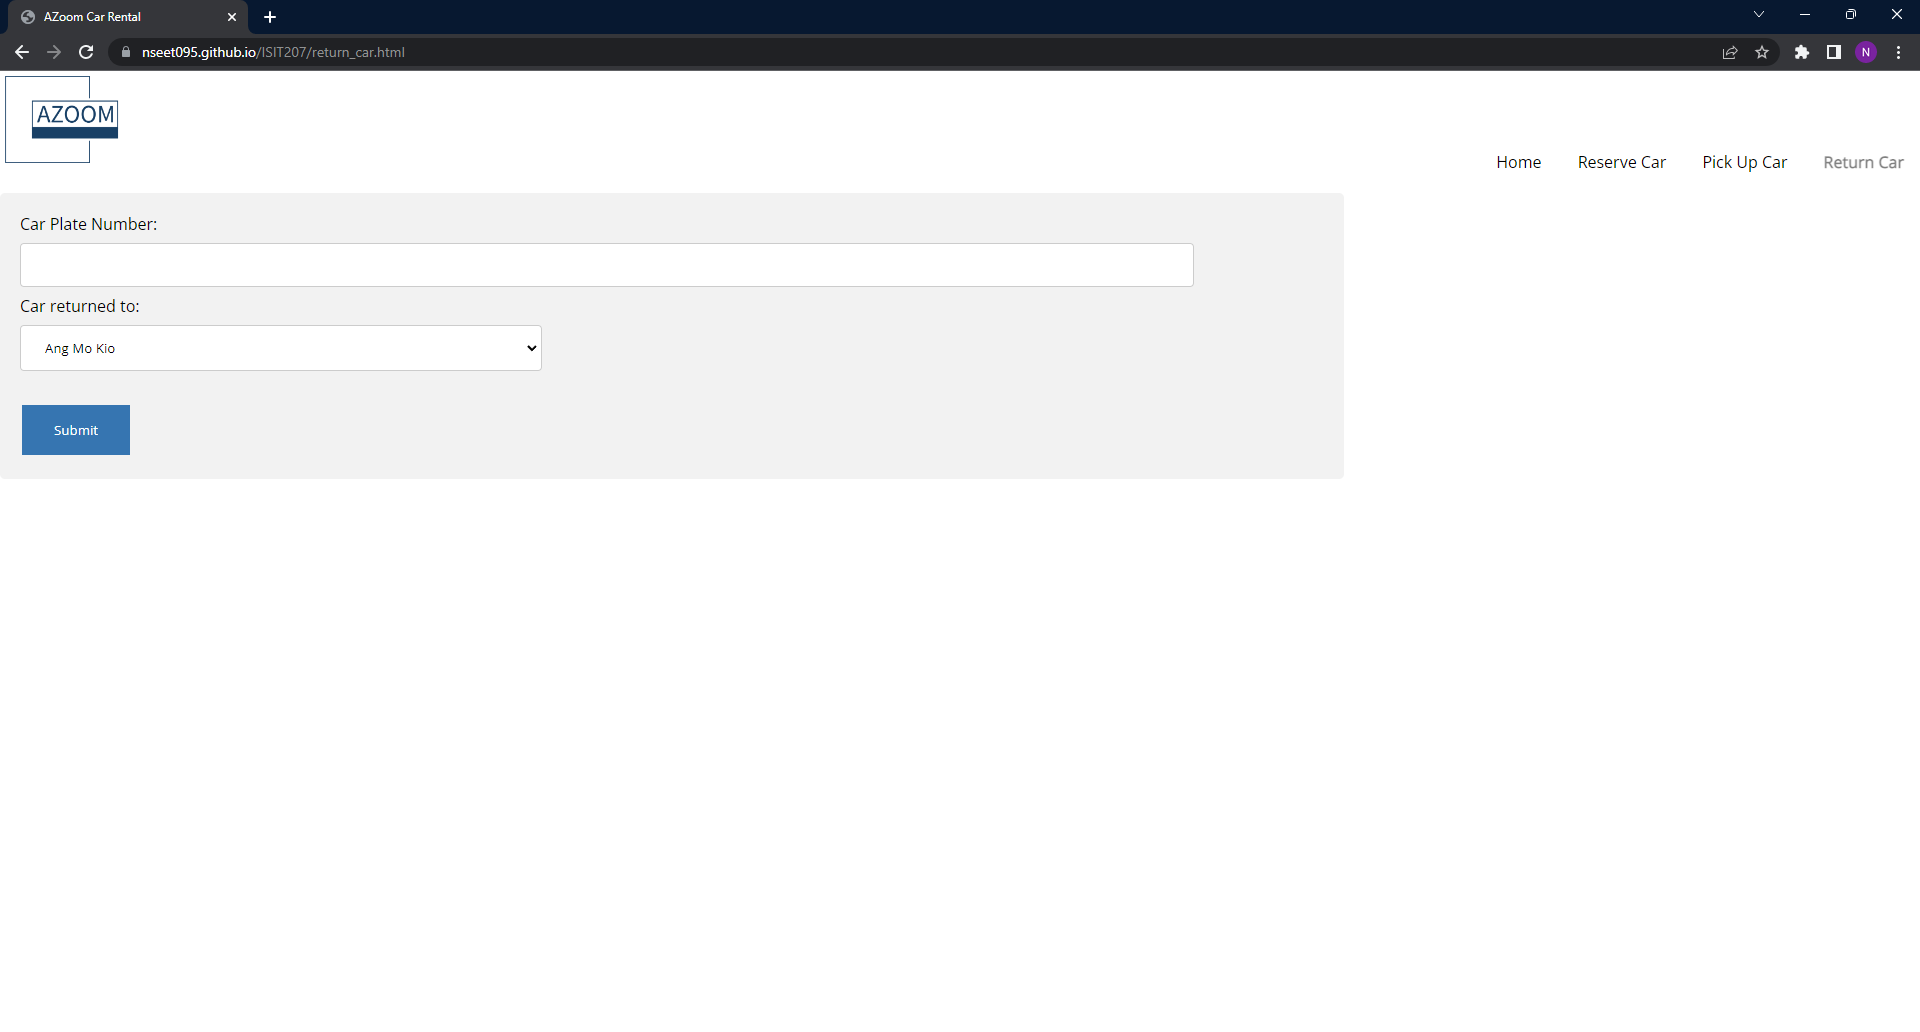 AZoom Car Rental
nseet095.github.io/ISIT207/return_car.html
N
AZOOM
Home Reserve Car Pick Up Car Return Car
Car Plate Number:
Car returned to:
Ang Mo Kio
Submit